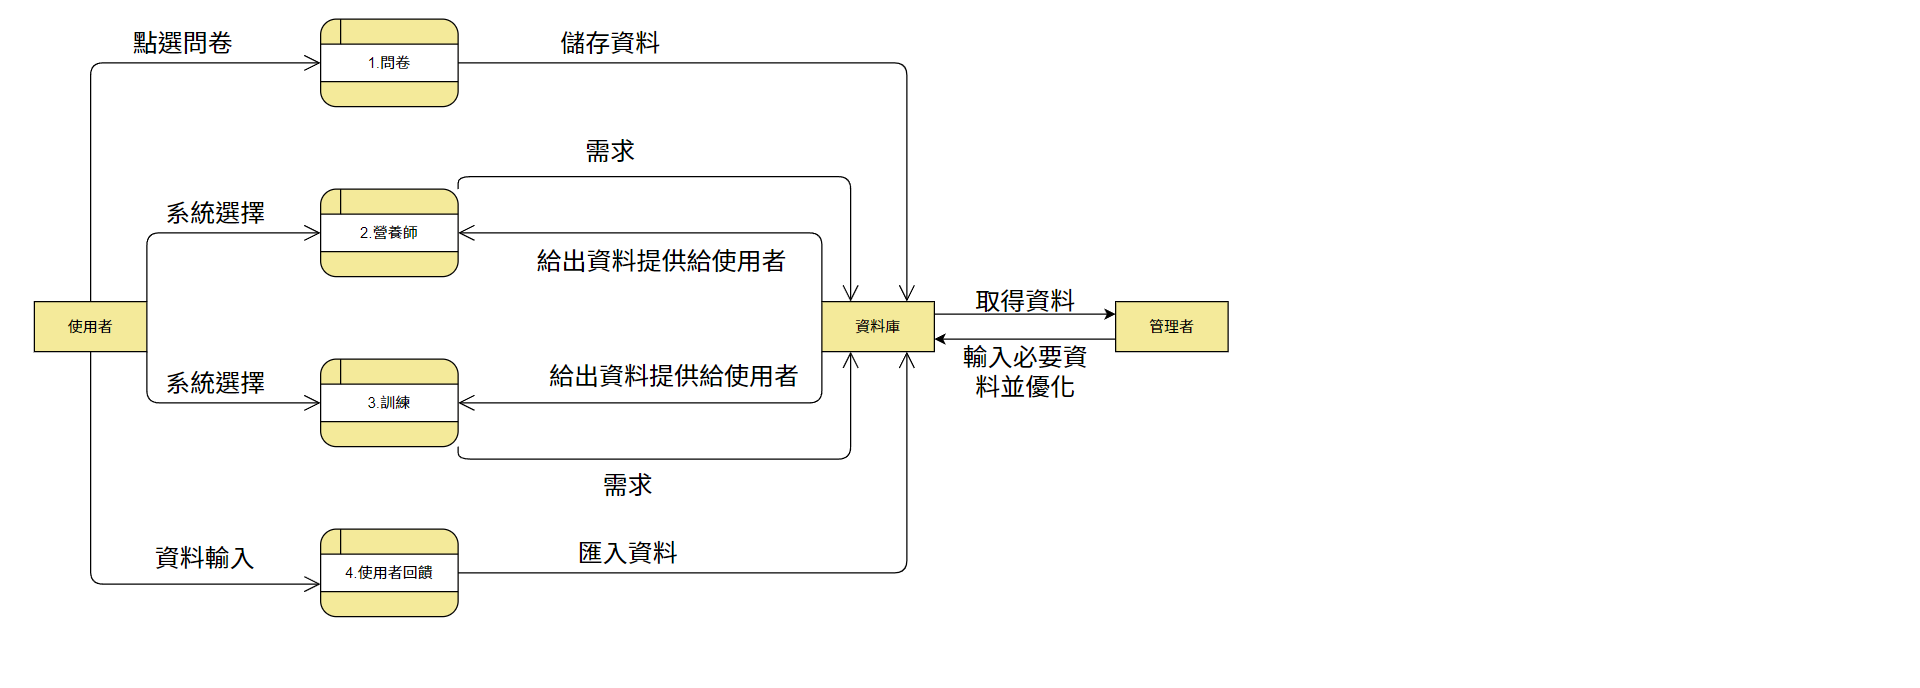 點選問卷
儲存資料
1.問卷
需求
系統選擇
2.營養師
給出資料提供給使用者
取得資料
使用者
資料庫
管理者
輸入必要資
料並優化
給出資料提供給使用者
系統選擇
3.訓練
需求
資料輸入
匯入資料
4.使用者回饋